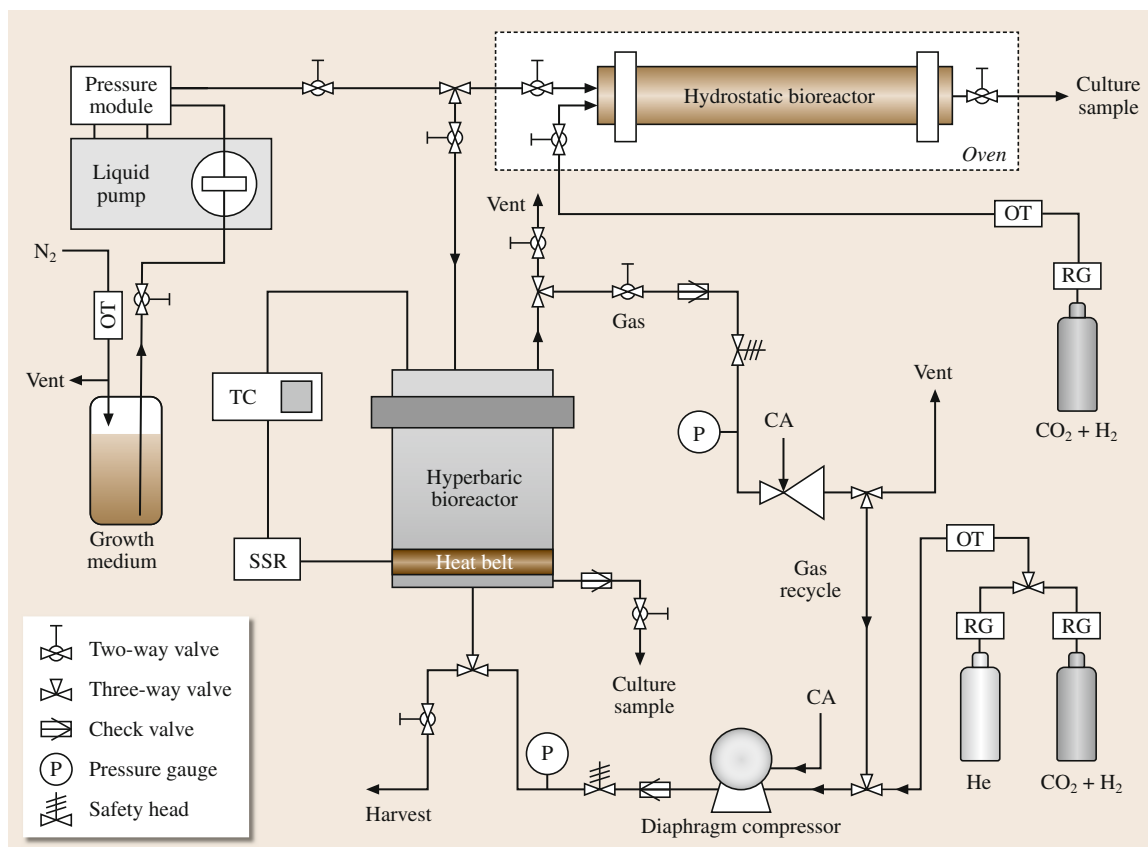 Pressure
module
Hydrostatic bioreactor
Culture
sample
Oven
Liquid
pump
Vent
OT
N₂
RG
OT
Gas
Vent
TC
Vent
CO₂ + H₂
P
CA
Hyperbaric
bioreactor
Growth
medium
OT
SSR
Heat belt
Gas
recycle
RG
RG
Two-way valve
Three-way valve
Culture
sample
CA
Check valve
P
Pressure gauge
P
He
CO₂ + H₂
Safety head
Harvest
Diaphragm compressor